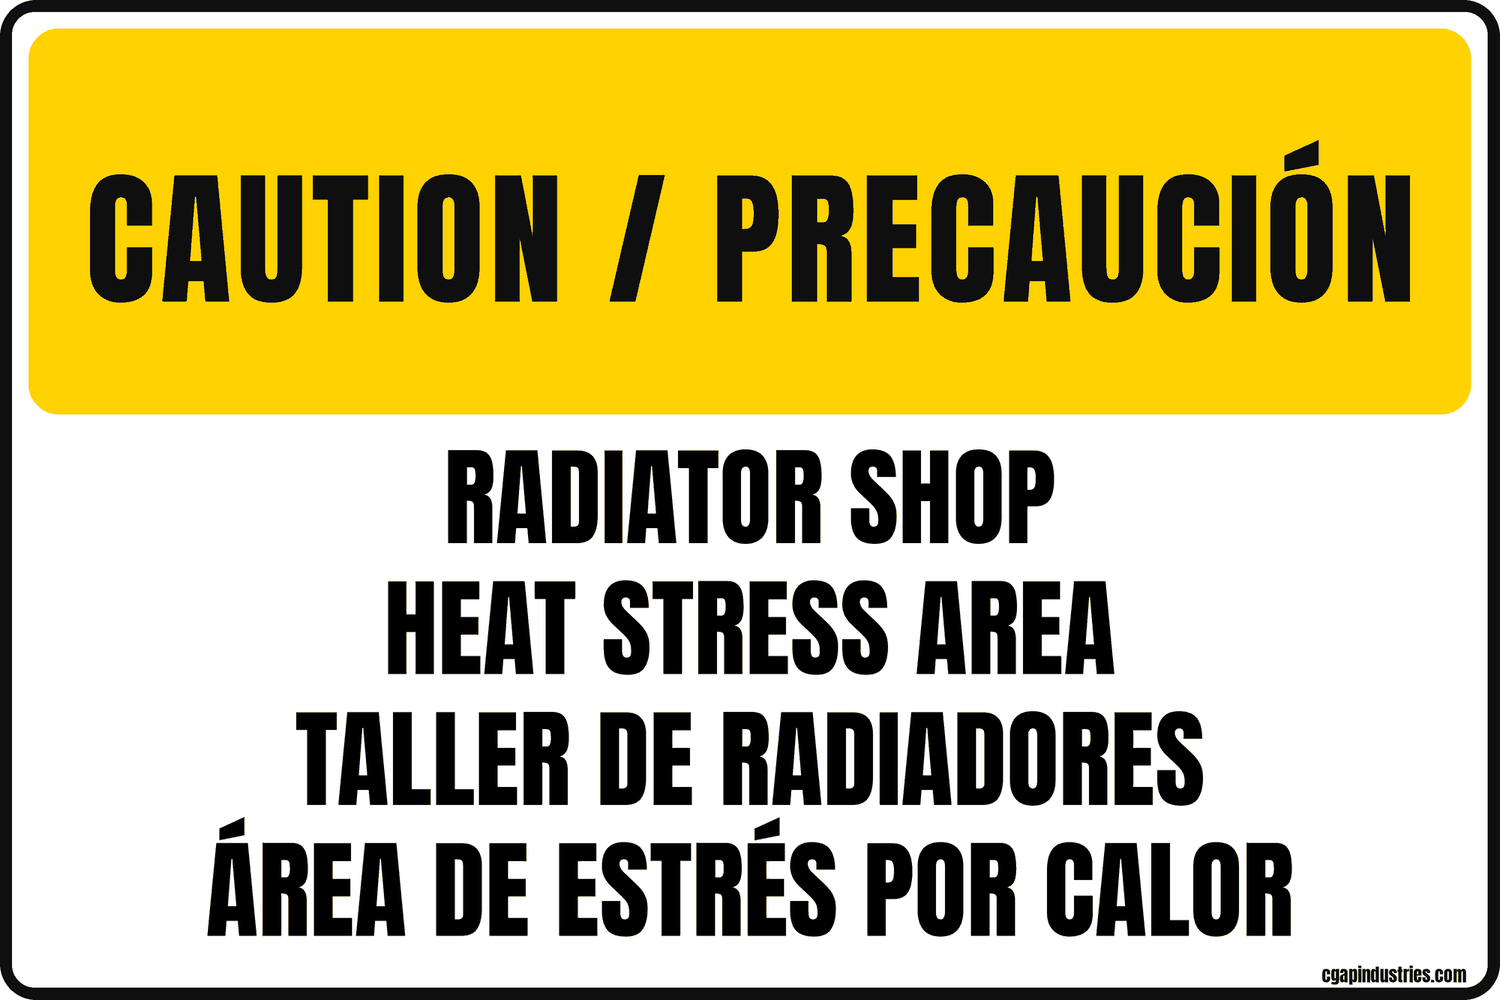 CAUTION / PRECAUCIÓN
RADIATOR SHOP
HEAT STRESS AREA
TALLER DE RADIADORES
ÁREA DE ESTRÉS POR CALOR
cgapindustries.com